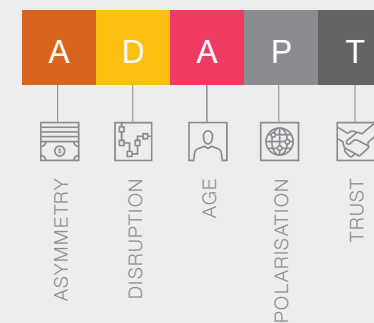 A D A P T
ASYMMETRY
DISRUPTION
AGE
POLARISATION
TRUST